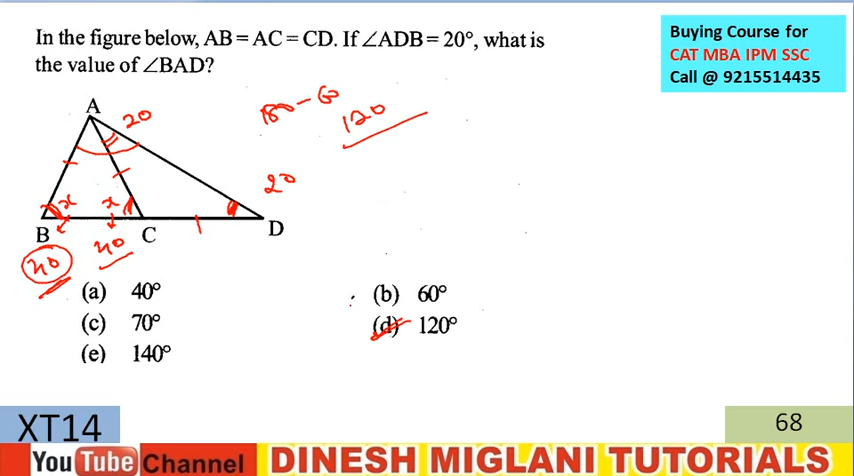 In the figure below, AB = AC = CD. If ∠ADB = 20°, what is
the value of ∠BAD?
Buying Course for
CAT MBA IPM SSC
Call @ 9215514435
A
20
180 - 60
120
20
x
x
B
C
D
40
40
(a) 40°
(b) 60°
(c) 70°
(d) 120°
(e) 140°
XT14
68
YouTube Channel
DINESH MIGLANI TUTORIALS